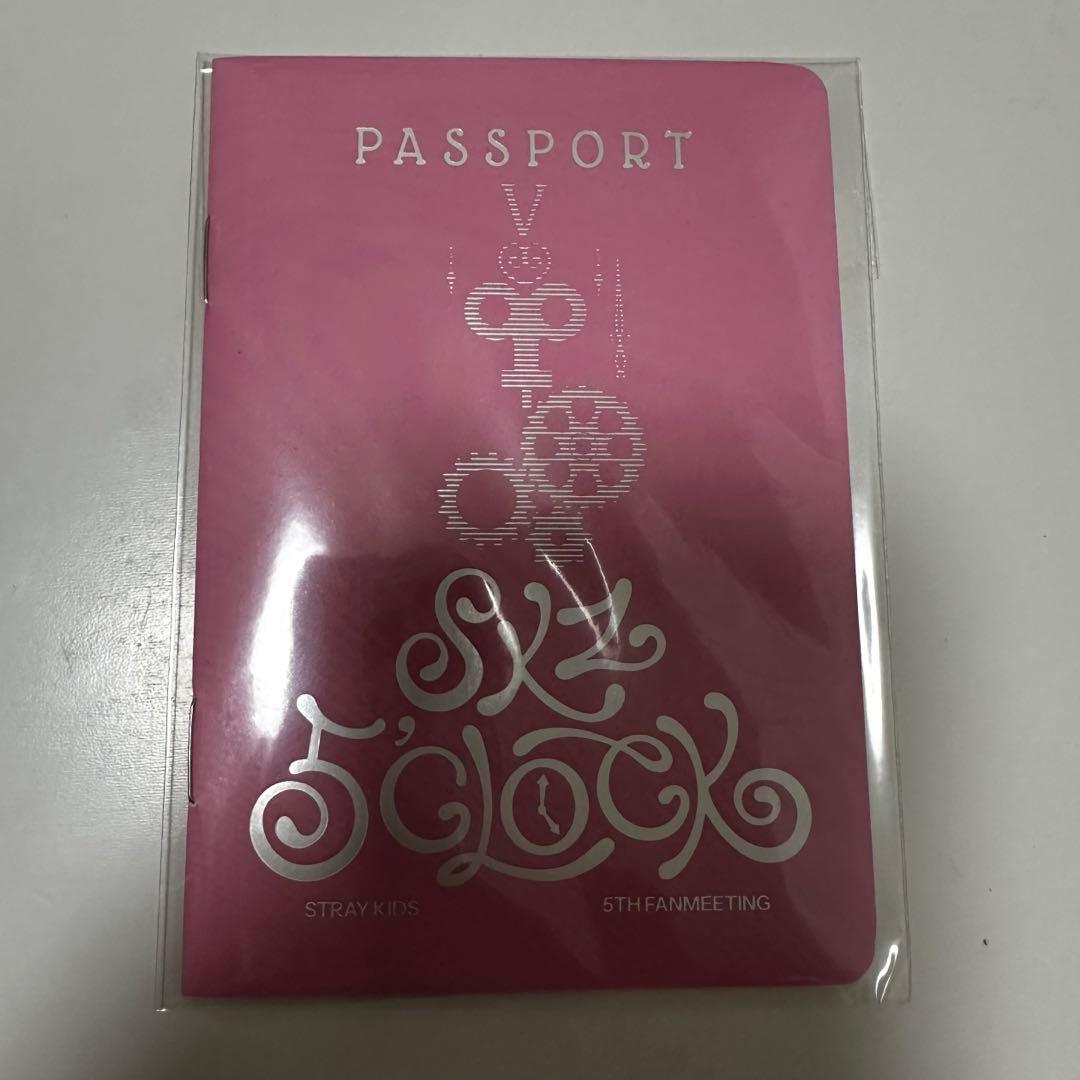 PASSPORT
SKZ
5'CLOCK
STRAY KIDS
5TH FANMEETING